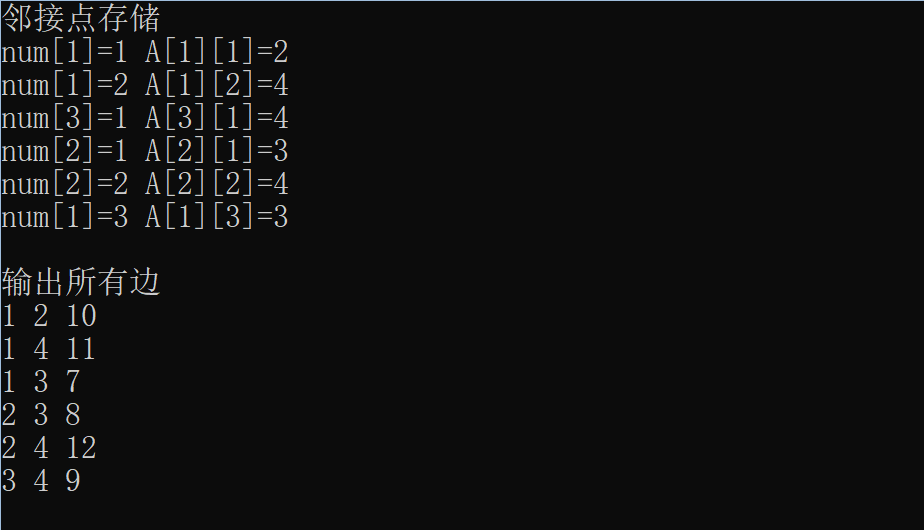 邻接点存储
num[1]=1 A[1][1]=2
num[1]=2 A[1][2]=4
num[3]=1 A[3][1]=4
num[2]=1 A[2][1]=3
num[2]=2 A[2][2]=4
num[1]=3 A[1][3]=3
输出所有边
1 2 10
1 4 11
1 3 7
2 3 8
2 4 12
3 4 9